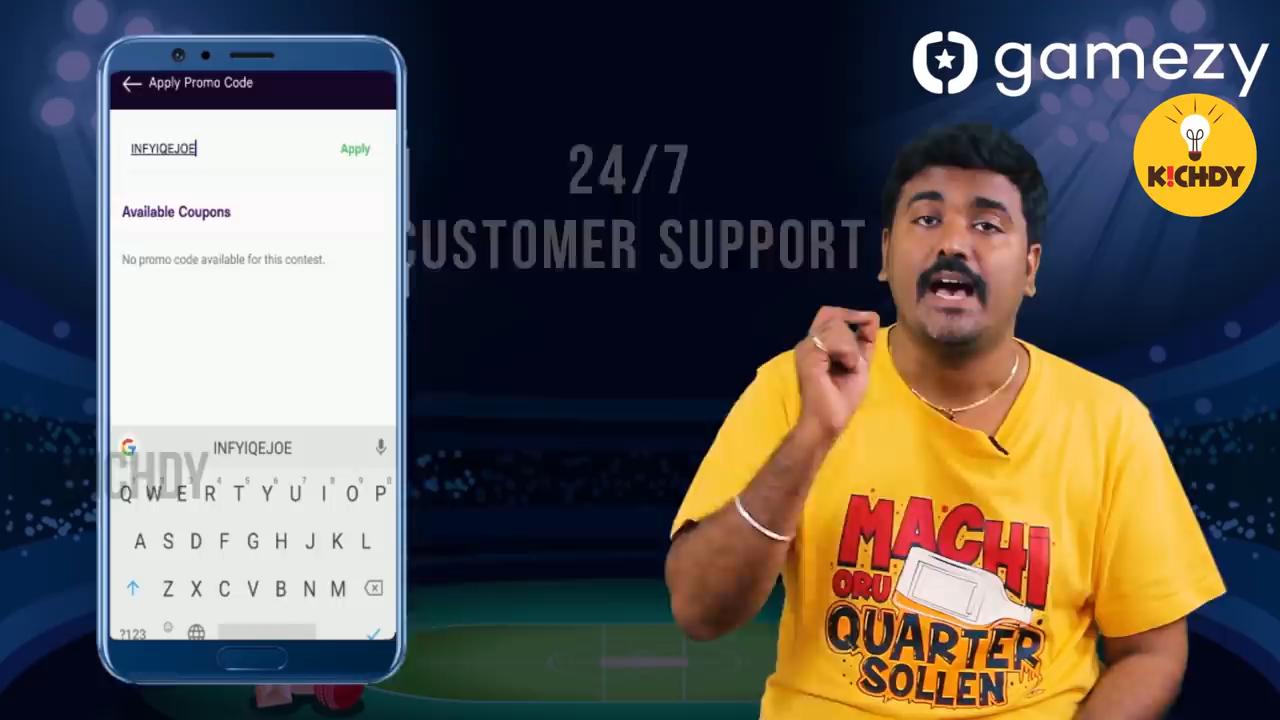 Apply Promo Code
INFYIQEJOE
Apply
Available Coupons
No promo code available for this contest.
INFYIQEJOE
Q W E R T Y U I O P
A S D F G H J K L
Z X C V B N M
?123
24/7
CUSTOMER SUPPORT
gamezy
K!CHDY
MACHI
ORU
QUARTER
SOLLEN